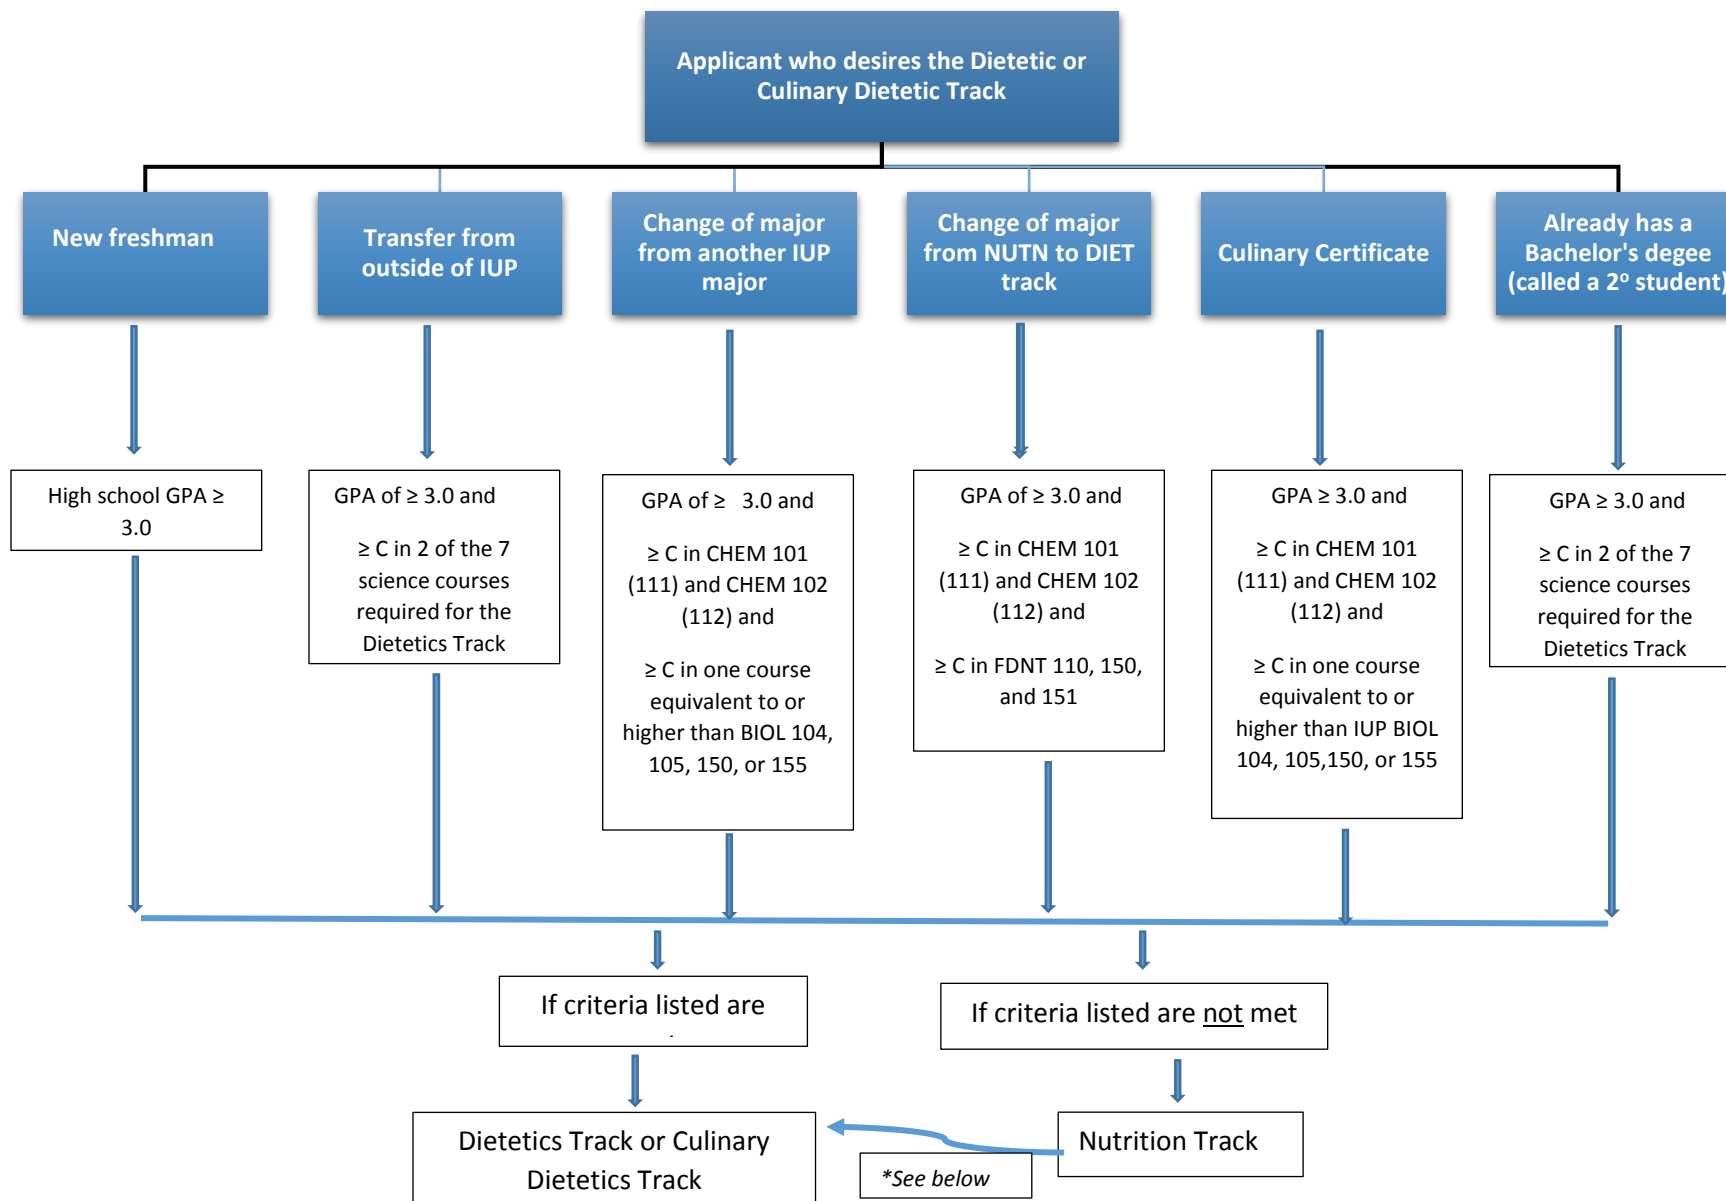 Applicant who desires the Dietetic or
Culinary Dietetic Track
New freshman
Transfer from
outside of IUP
Change of major
from another IUP
major
Change of major
from NUTN to DIET
track
Culinary Certificate
Already has a
Bachelor's degee
(called a 2º student)
High school GPA ≥
3.0
GPA of ≥ 3.0 and
≥ C in 2 of the 7
science courses
required for the
Dietetics Track
GPA of ≥ 3.0 and
≥ C in CHEM 101
(111) and CHEM 102
(112) and
≥ C in one course
equivalent to or
higher than BIOL 104,
105, 150, or 155
GPA of ≥ 3.0 and
≥ C in CHEM 101
(111) and CHEM 102
(112) and
≥ C in FDNT 110, 150,
and 151
GPA ≥ 3.0 and
≥ C in CHEM 101
(111) and CHEM 102
(112) and
≥ C in one course
equivalent to or
higher than IUP BIOL
104, 105,150, or 155
GPA ≥ 3.0 and
≥ C in 2 of the 7
science courses
required for the
Dietetics Track
If criteria listed are
If criteria listed are not met
Dietetics Track or Culinary
Dietetics Track
*See below
Nutrition Track